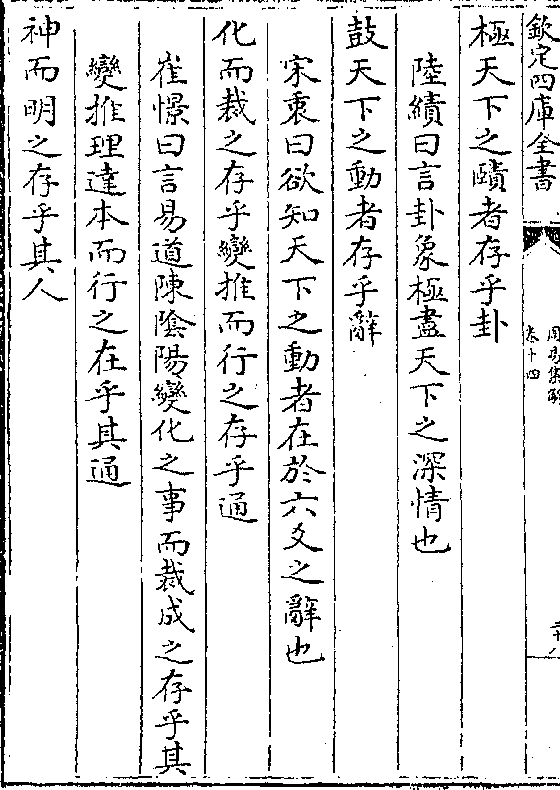 欽定四庫全書
周易集解
卷十四
極天下之賾者存乎卦
陸績曰言卦象極盡天下之深情也
鼓天下之動者存乎辭
宋衷曰欲知天下之動者在於六爻之辭也
化而裁之存乎變推而行之存乎通
崔憬曰言易道陳陰陽變化之事而裁成之存乎其
變推理達本而行之在乎其通
神而明之存乎其人